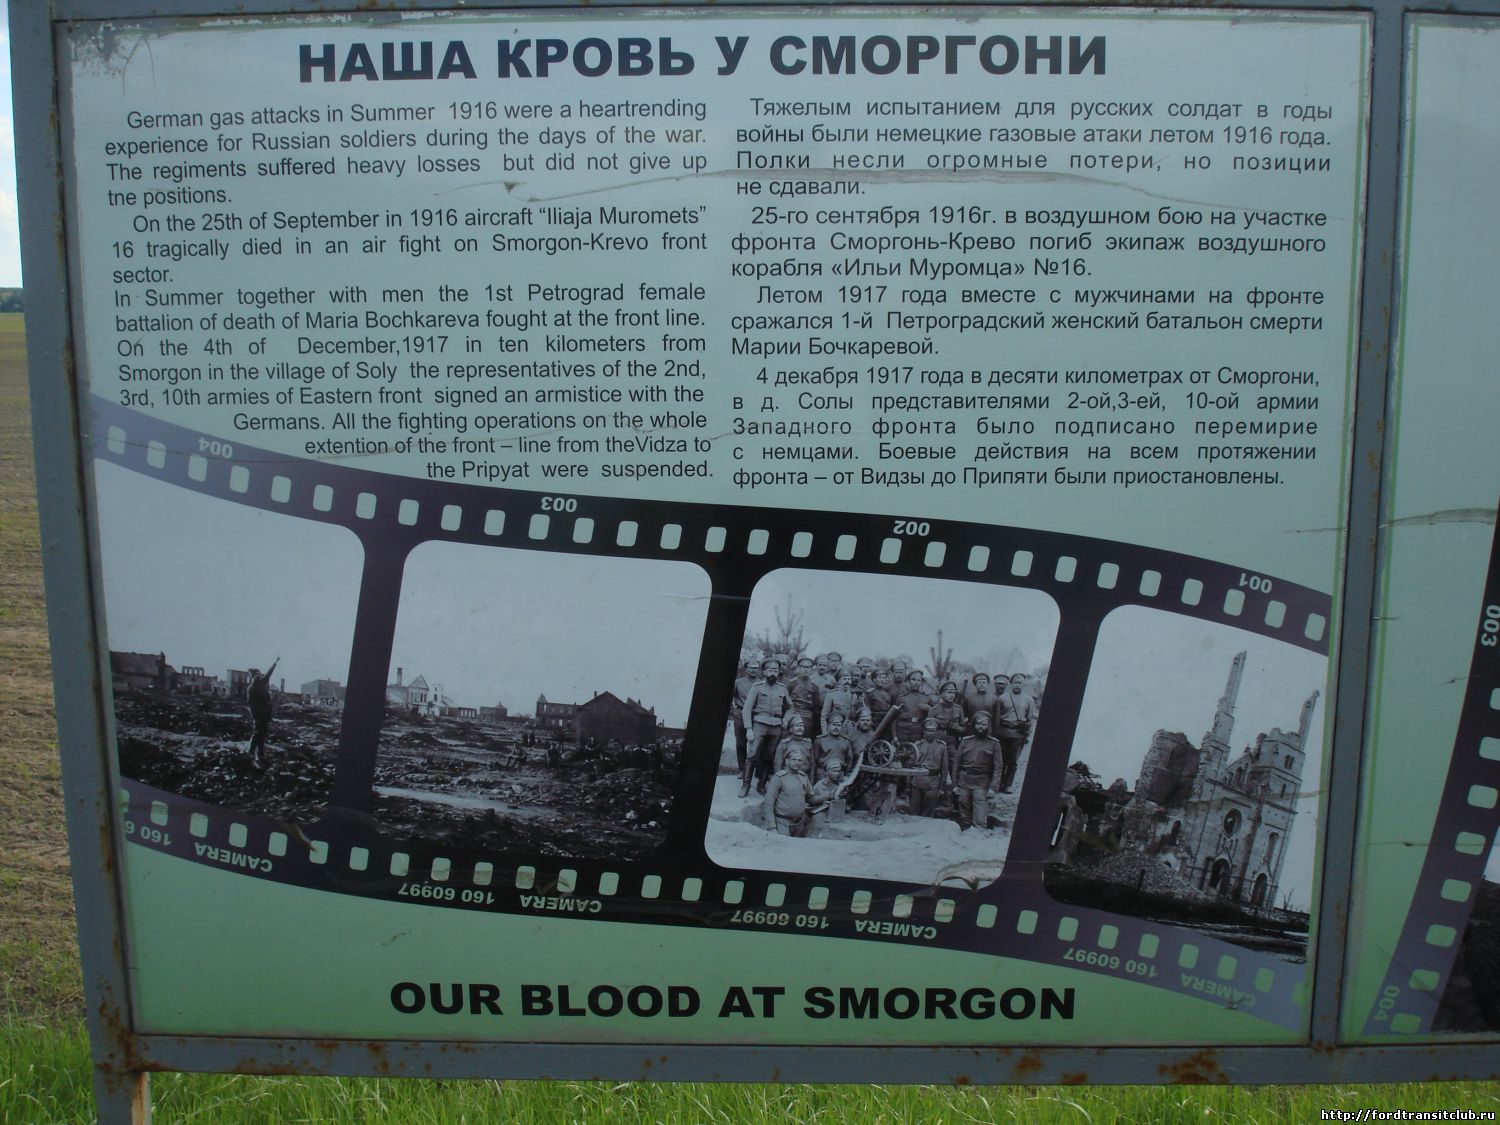 НАША КРОВЬ У СМОРГОНИ
German gas attacks in Summer 1916 were a heartrending
experience for Russian soldiers during the days of the war.
The regiments suffered heavy losses but did not give up
tne positions.
On the 25th of September in 1916 aircraft “Iliaja Muromets”
16 tragically died in an air fight on Smorgon-Krevo front
sector.
In Summer together with men the 1st Petrograd female
battalion of death of Maria Bochkareva fought at the front line.
On the 4th of December,1917 in ten kilometers from
Smorgon in the village of Soly the representatives of the 2nd,
3rd, 10th armies of Eastern front signed an armistice with the
Germans. All the fighting operations on the whole
extention of the front – line from theVidza to
the Pripyat were suspended.
Тяжелым испытанием для русских солдат в годы
войны были немецкие газовые атаки летом 1916 года.
Полки несли огромные потери, но позиции
не сдавали.
25-го сентября 1916г. в воздушном бою на участке
фронта Сморгонь-Крево погиб экипаж воздушного
корабля «Ильи Муромца» №16.
Летом 1917 года вместе с мужчинами на фронте
сражался 1-й Петроградский женский батальон смерти
Марии Бочкаревой.
4 декабря 1917 года в десяти километрах от Сморгони,
в д. Солы представителями 2-ой,3-ей, 10-ой армии
Западного фронта было подписано перемирие
с немцами. Боевые действия на всем протяжении
фронта – от Видзы до Припяти были приостановлены.
004
003
002
001
003
CAMERA 160 6
CAMERA 160 60997
CAMERA 160 60997
CAMERA 160 60997
004
OUR BLOOD AT SMORGON
http://fordtransitclub.ru